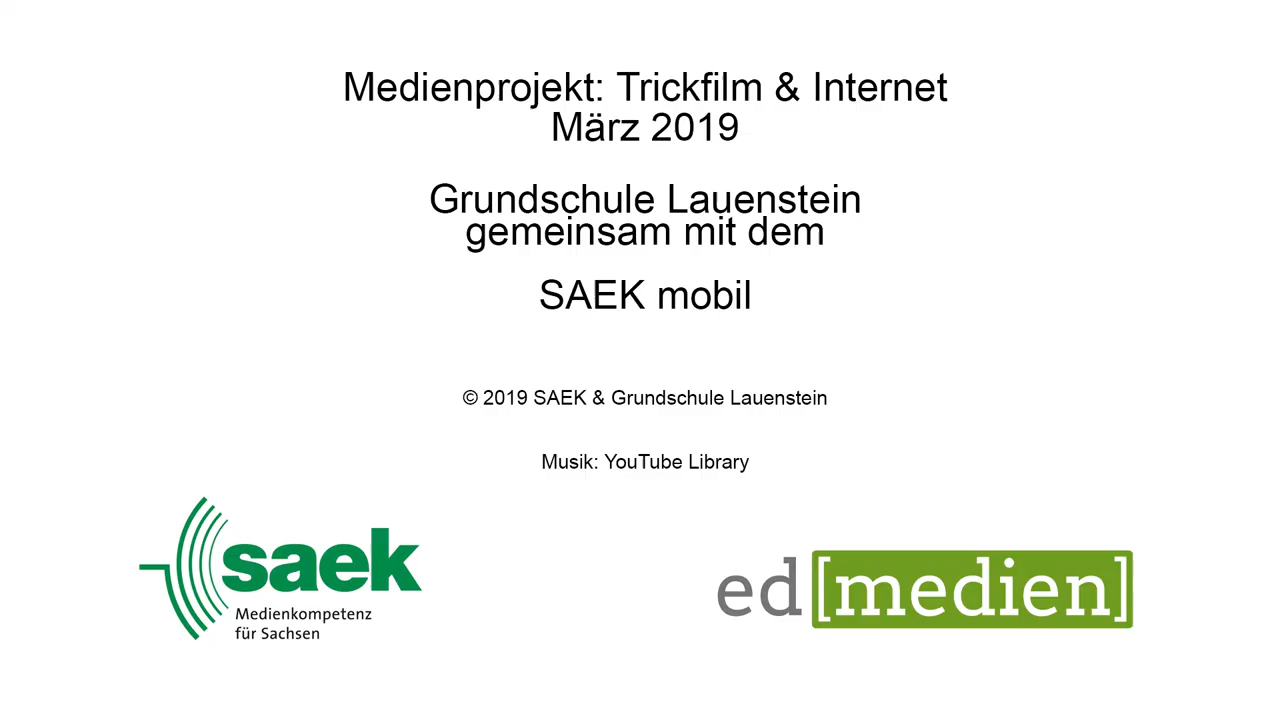 Medienprojekt: Trickfilm & Internet
März 2019
Grundschule Lauenstein
gemeinsam mit dem
SAEK mobil
© 2019 SAEK & Grundschule Lauenstein
Musik: YouTube Library
saek
Medienkompetenz
für Sachsen
ed[medien]